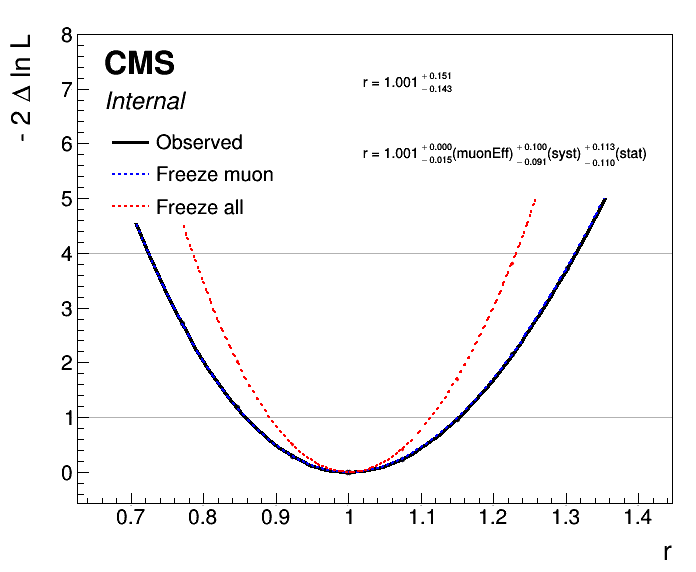 - 2 Δ ln L
8
7
6
5
4
3
2
1
0
CMS
Internal
Observed
Freeze muon
Freeze all
r = 1.001 + 0.151 − 0.143
r = 1.001 + 0.000 − 0.015 (muonEff) + 0.100 − 0.091 (syst) + 0.113 − 0.110 (stat)
0.7 0.8 0.9 1 1.1 1.2 1.3 1.4
r